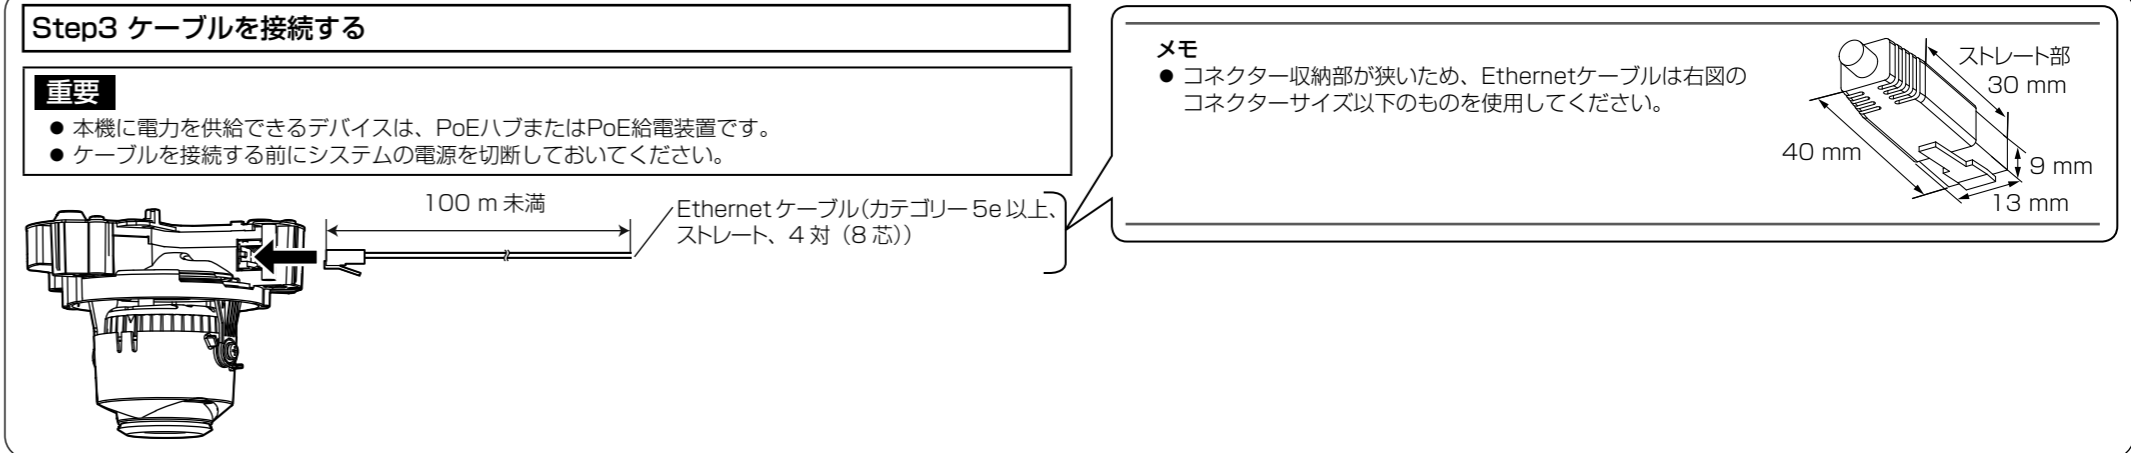 Step3 ケーブルを接続する
重要
● 本機に電力を供給できるデバイスは、PoEハブまたはPoE給電装置です。
● ケーブルを接続する前にシステムの電源を切断しておいてください。
100 m 未満
Ethernet ケーブル（カテゴリー 5e 以上、
ストレート、4 対（8 芯））
メモ
● コネクター収納部が狭いため、Ethernetケーブルは右図の
コネクターサイズ以下のものを使用してください。
ストレート部
30 mm
40 mm
9 mm
13 mm